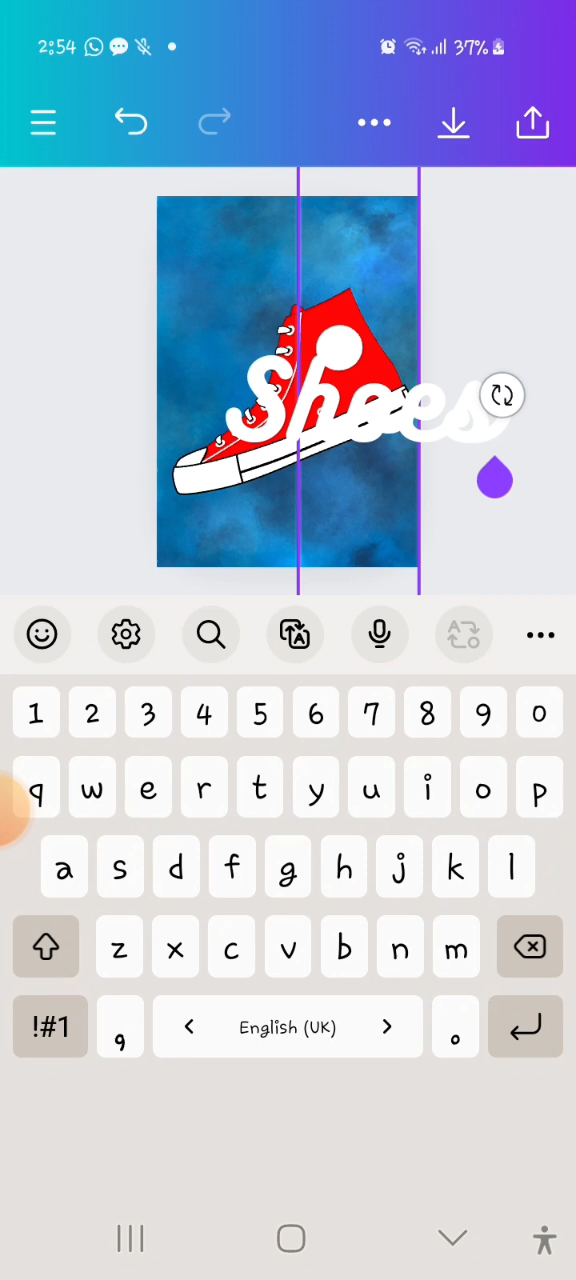 2:54 37%
Shoes
1 2 3 4 5 6 7 8 9 0
q w e r t y u i o p
a s d f g h j k l
z x c v b n m
!#1 , < English (UK) > .